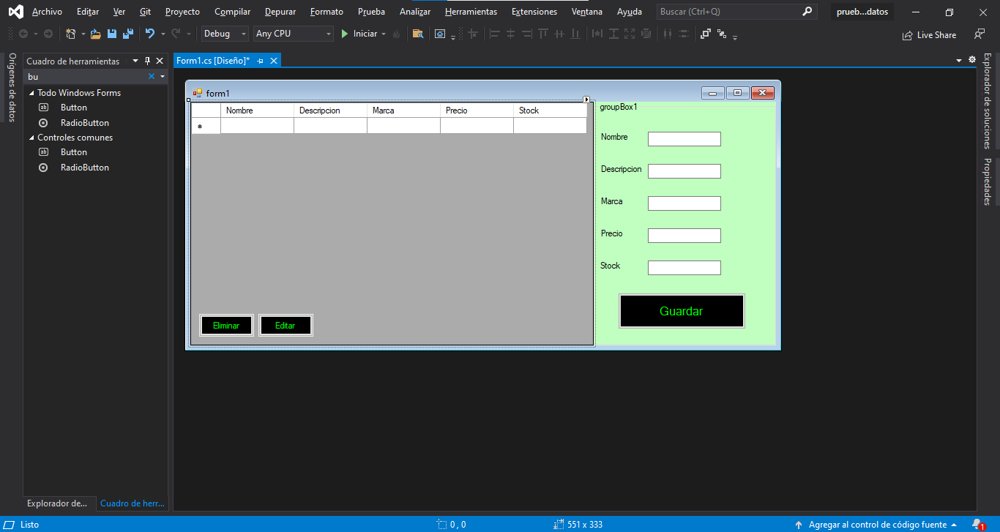 Archivo Editar Ver Git Proyecto Compilar Depurar Formato Prueba Analizar Herramientas Extensiones Ventana Ayuda Buscar (Ctrl+Q) prueb...datos
Debug Any CPU Iniciar Live Share
Orígenes de datos
Cuadro de herramientas
bu
Todo Windows Forms
ab Button
RadioButton
Controles comunes
ab Button
RadioButton
Explorador de... Cuadro de herr...
Form1.cs [Diseño]*
form1
Nombre Descripcion Marca Precio Stock
Eliminar Editar
groupBox1
Nombre
Descripcion
Marca
Precio
Stock
Guardar
Explorador de soluciones
Propiedades
Listo 0 , 0 551 x 333 Agregar al control de código fuente 1